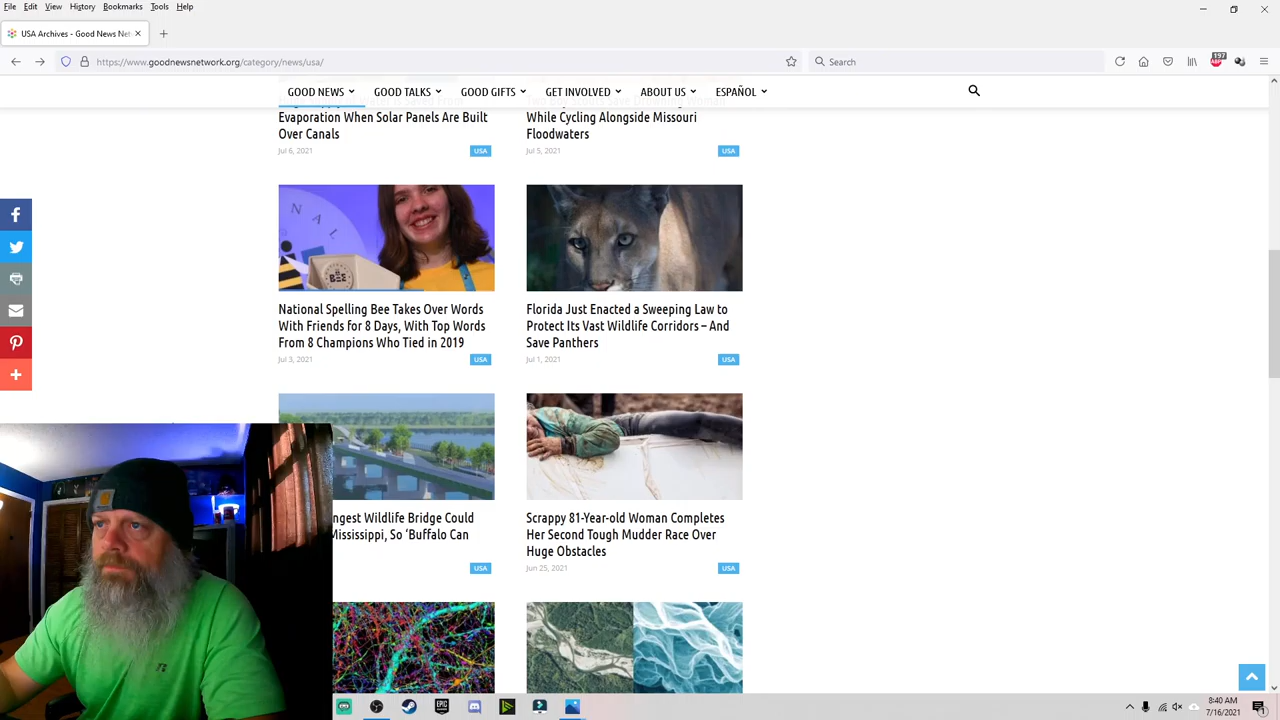 File Edit View History Bookmarks Tools Help
USA Archives - Good News Net
https://www.goodnewsnetwork.org/category/news/usa/
Search
197
ABP
GOOD NEWS GOOD TALKS GOOD GIFTS GET INVOLVED ABOUT US ESPAÑOL
Evaporation When Solar Panels Are Built
Over Canals
Jul 6, 2021
USA
While Cycling Alongside Missouri
Floodwaters
Jul 5, 2021
USA
N A L
BEE
National Spelling Bee Takes Over Words
With Friends for 8 Days, With Top Words
From 8 Champions Who Tied in 2019
Jul 3, 2021
USA
Florida Just Enacted a Sweeping Law to
Protect Its Vast Wildlife Corridors – And
Save Panthers
Jul 1, 2021
USA
ngest Wildlife Bridge Could
Mississippi, So ‘Buffalo Can
USA
Scrappy 81-Year-old Woman Completes
Her Second Tough Mudder Race Over
Huge Obstacles
Jun 25, 2021
USA
EPIC
8:40 AM
7/16/2021
1